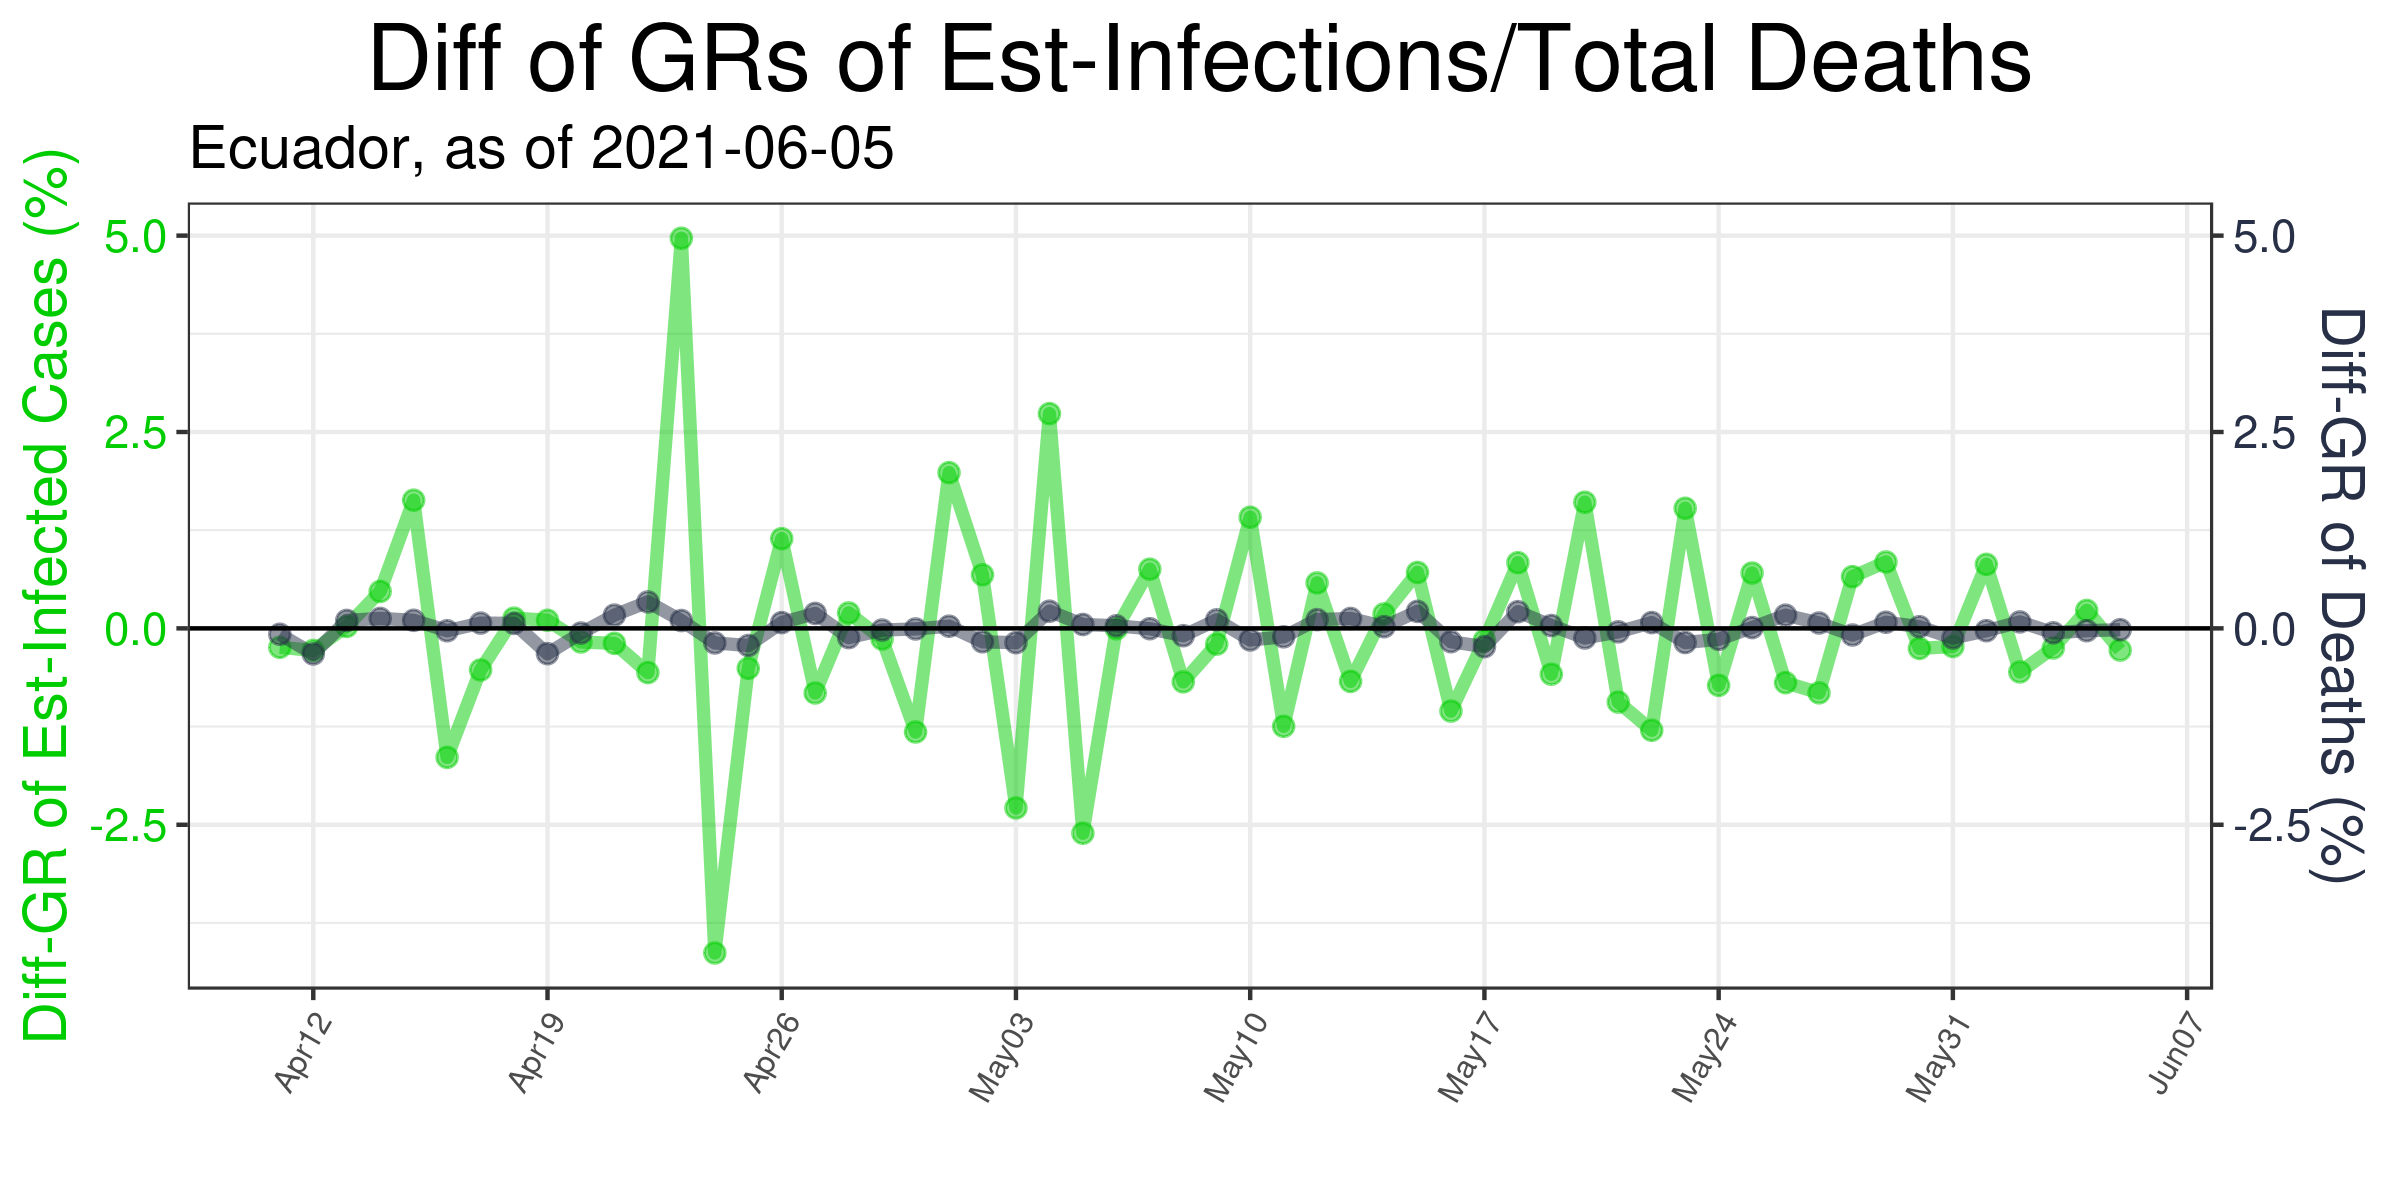 Diff of GRs of Est-Infections/Total Deaths
Ecuador, as of 2021-06-05
Diff-GR of Est-Infected Cases (%)
5.0
2.5
0.0
-2.5
5.0
2.5
0.0
-2.5
Diff-GR of Deaths (%)
Apr12
Apr19
Apr26
May03
May10
May17
May24
May31
Jun07